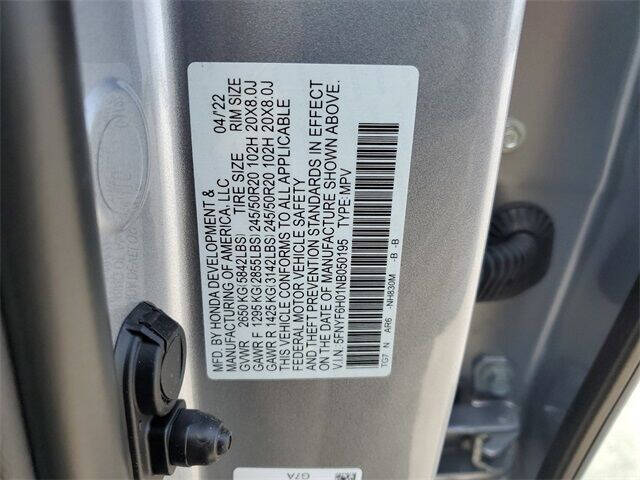 MFD. BY HONDA DEVELOPMENT & 04/22
MANUFACTURING OF AMERICA, LLC
GVWR 2650 KG(5842LBS) TIRE SIZE RIM SIZE
GAWR F 1295 KG(2855LBS) 245/50R20 102H 20X8.0J
GAWR R 1425 KG(3142LBS) 245/50R20 102H 20X8.0J
THIS VEHICLE CONFORMS TO ALL APPLICABLE
FEDERAL MOTOR VEHICLE SAFETY
AND THEFT PREVENTION STANDARDS IN EFFECT
ON THE DATE OF MANUFACTURE SHOWN ABOVE.
V.I.N. 5FNYF6H01NB050195 TYPE:MPV
TG7 N AR6 -NH830M -B -B
G7A